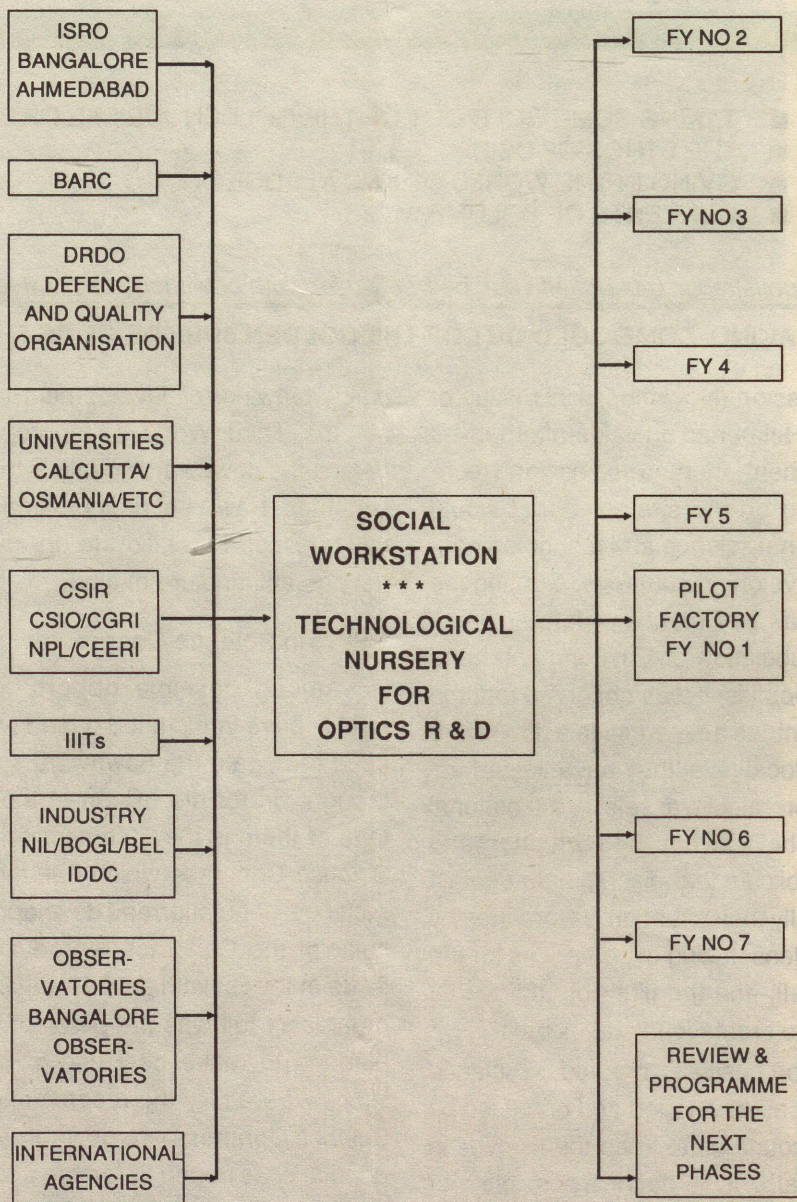 ISRO
BANGALORE
AHMEDABAD
BARC
DRDO
DEFENCE
AND QUALITY
ORGANISATION
UNIVERSITIES
CALCUTTA/
OSMANIA/ETC
CSIR
CSIO/CGRI
NPL/CEERI
IIITs
INDUSTRY
NIL/BOGL/BEL
IDDC
OBSER-
VATORIES
BANGALORE
OBSER-
VATORIES
INTERNATIONAL
AGENCIES
SOCIAL
WORKSTATION
* * *
TECHNOLOGICAL
NURSERY
FOR
OPTICS R & D
FY NO 2
FY NO 3
FY 4
FY 5
PILOT
FACTORY
FY NO 1
FY NO 6
FY NO 7
REVIEW &
PROGRAMME
FOR THE
NEXT
PHASES